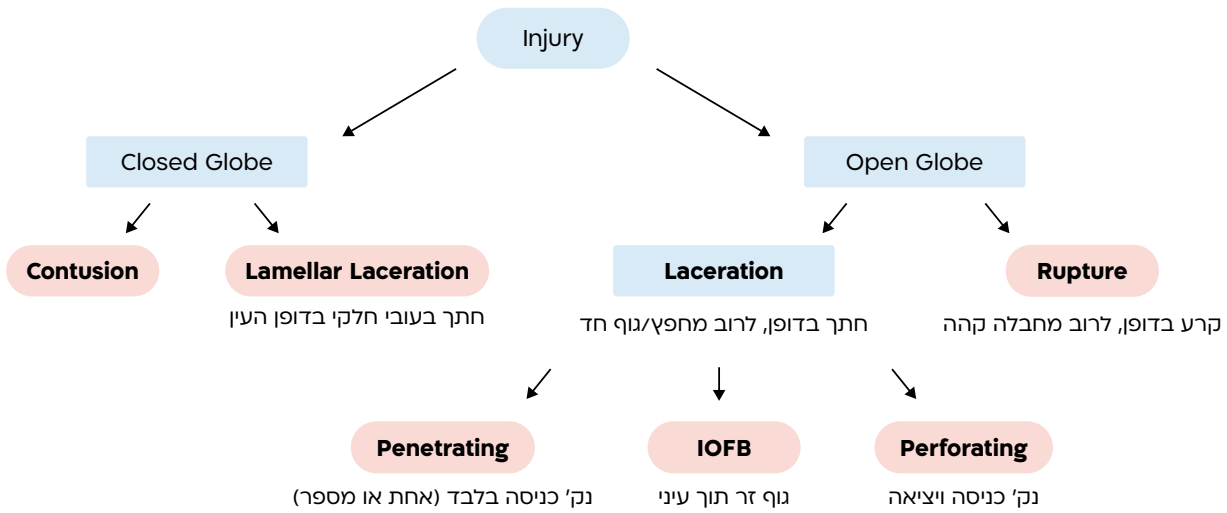 Injury
Closed Globe
Open Globe
Contusion
Lamellar Laceration
חתך בעובי חלקי בדופן העין
Laceration
חתך בדופן, לרוב מחפץ/גוף חד
Rupture
קרע בדופן, לרוב מחבלה קהה
Penetrating
נק' כניסה בלבד (אחת או מספר)
IOFB
גוף זר תוך עיני
Perforating
נק' כניסה ויציאה